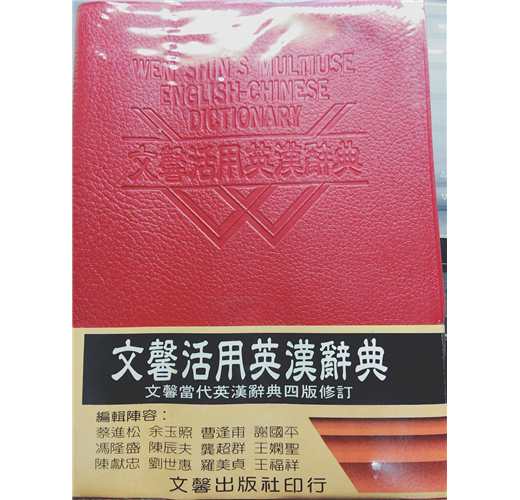 WEN SHIN'S MULTIUSE
ENGLISH-CHINESE
DICTIONARY
文馨活用英漢辭典
文馨活用英漢辭典
文馨當代英漢辭典四版修訂
編輯陣容：
蔡進松 余玉照 曹逢甫 謝國平
馮隆盛 陳辰夫 龔超群 王嫻聖
陳獻忠 劉世惠 羅美貞 王福祥
文馨出版社印行